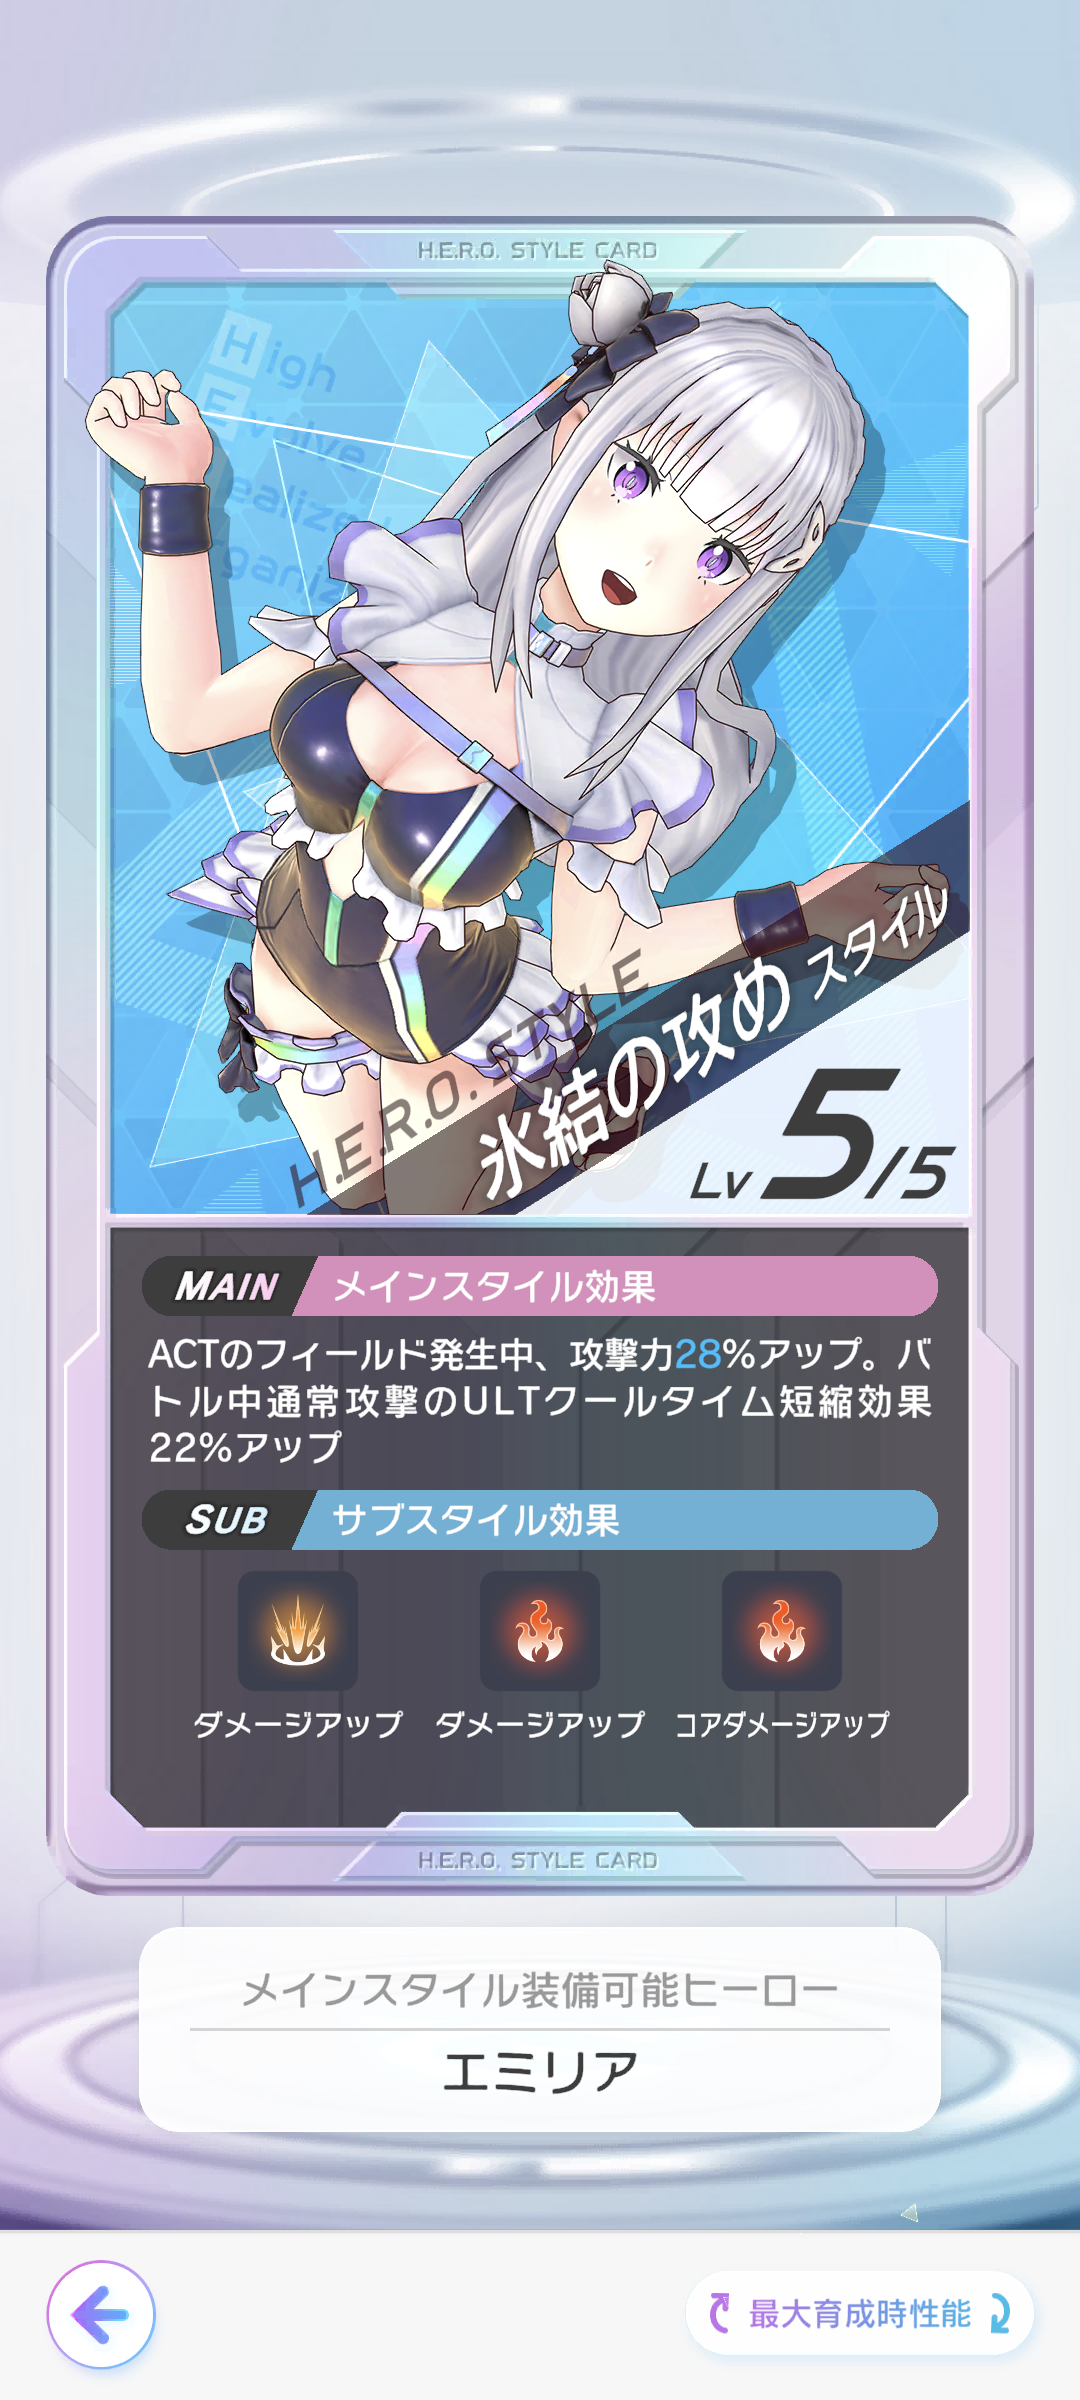 H.E.R.O. STYLE CARD
High
Evolve
ealize
rganiz
H.E.R.O. STYLE
氷結の攻め スタイル
Lv 5/5
MAIN メインスタイル効果
ACTのフィールド発生中、攻撃力28%アップ。バ
トル中通常攻撃のULTクールタイム短縮効果
22%アップ
SUB サブスタイル効果
ダメージアップ ダメージアップ コアダメージアップ
H.E.R.O. STYLE CARD
メインスタイル装備可能ヒーロー
エミリア
最大育成時性能